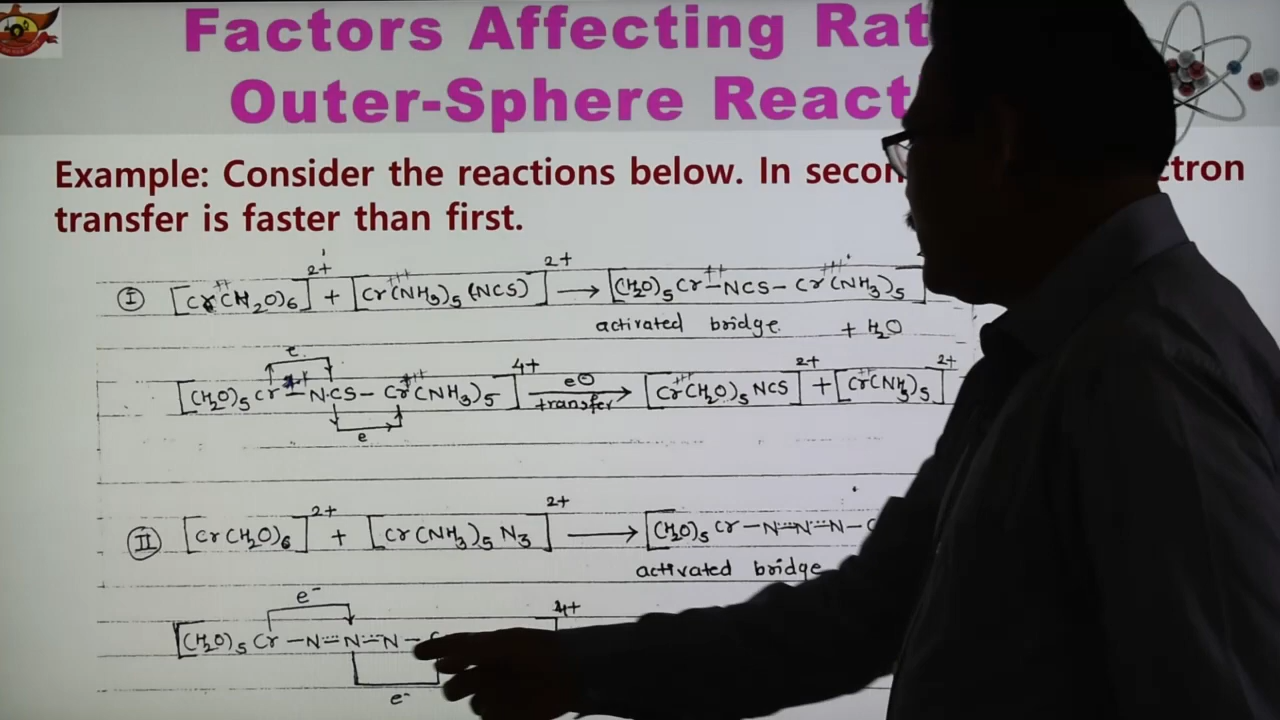 Factors Affecting Rat
Outer-Sphere React
Example: Consider the reactions below. In secon ctron
transfer is faster than first.
I [Cr(H₂O)₆]²⁺ + [Cr⁺⁺⁺(NH₃)₅(NCS)]²⁺ → [(H₂O)₅Cr⁺⁺–NCS–Cr⁺⁺⁺(NH₃)₅
activated bridge + H₂O
e
[(H₂O)₅Cr–NCS–Cr⁺⁺⁺(NH₃)₅]⁴⁺ e⊖ transfer → [Cr⁺⁺⁺(H₂O)₅NCS]²⁺ + [Cr⁺⁺(NH₃)₅]²⁺
e
II [Cr(H₂O)₆]²⁺ + [Cr(NH₃)₅N₃]²⁺ → [(H₂O)₅Cr–N=N=N–C
activated bridge
e⁻
[(H₂O)₅Cr–N=N=N–C 4+
e⁻